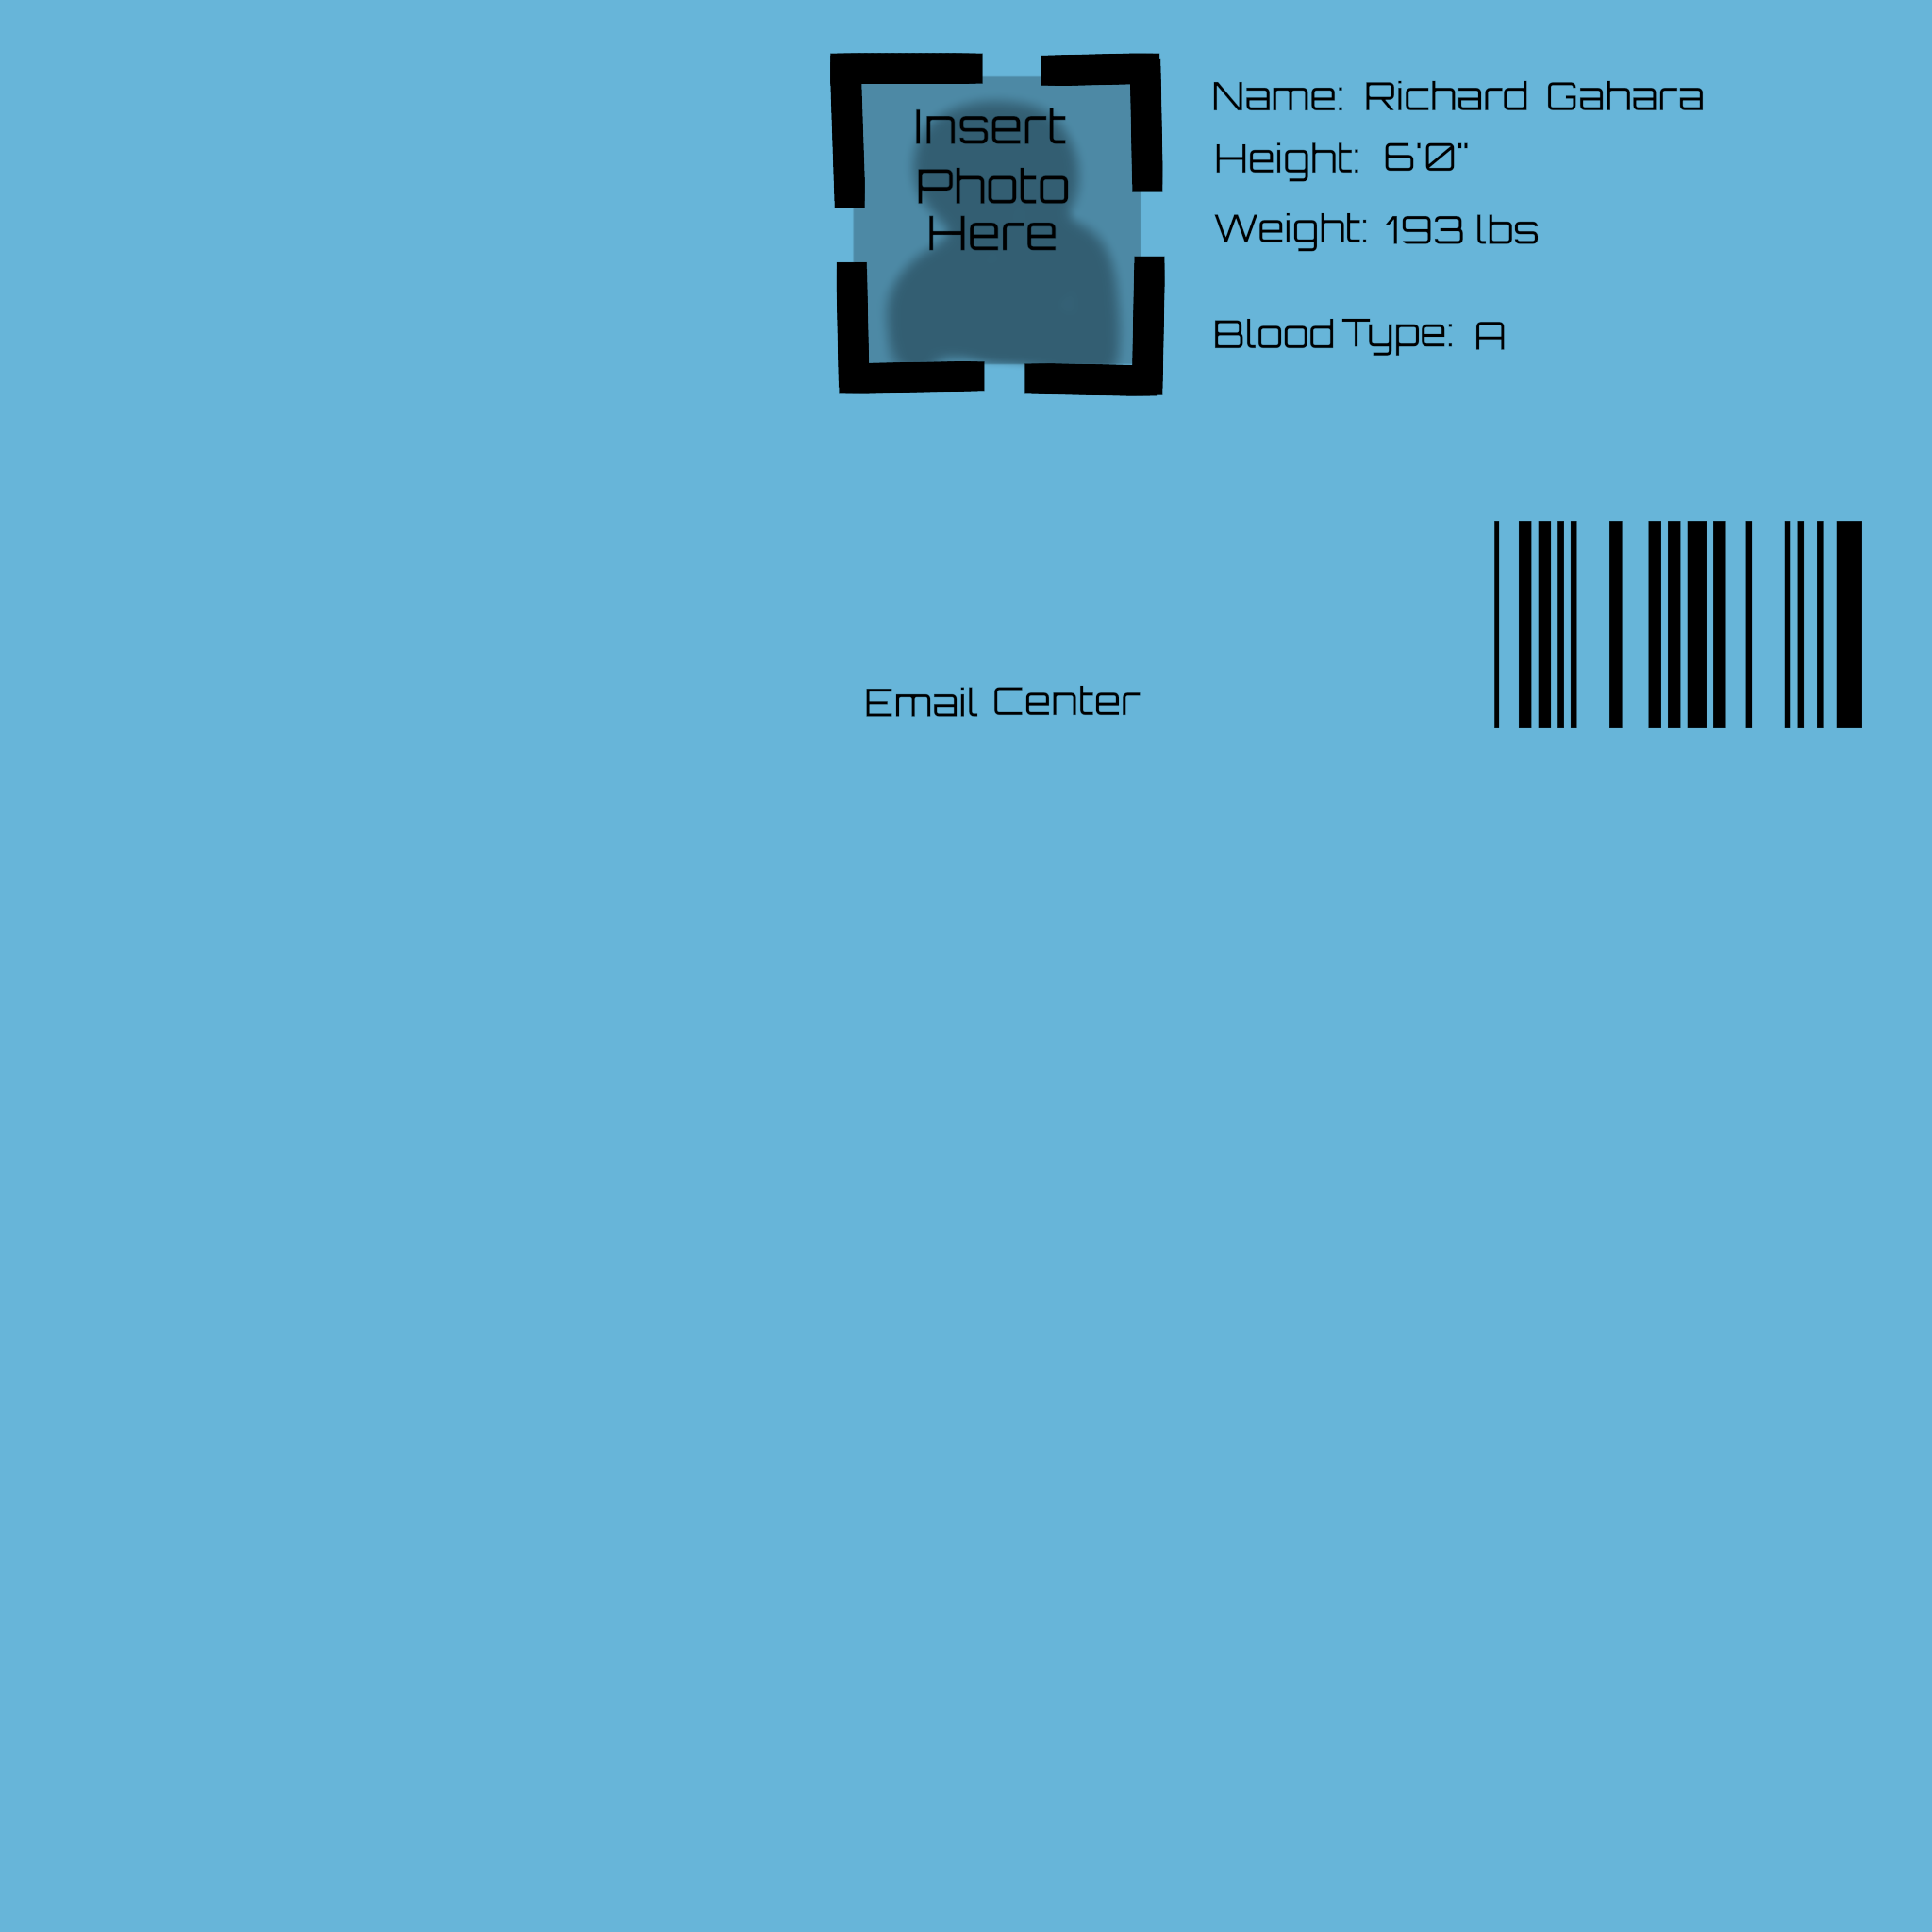 Insert
Photo
Here
Name: Richard Gahara
Height: 6'0"
Weight: 193 lbs
Blood Type: A
Email Center